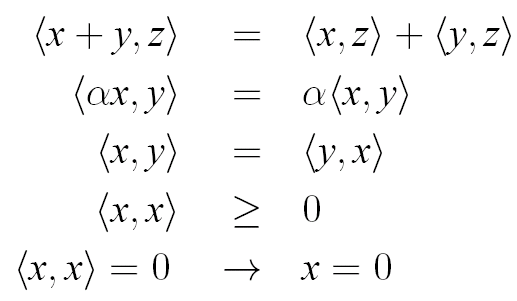 ⟨x + y, z⟩ = ⟨x, z⟩ + ⟨y, z⟩
⟨αx, y⟩ = α⟨x, y⟩
⟨x, y⟩ = ⟨y, x⟩
⟨x, x⟩ ≥ 0
⟨x, x⟩ = 0 → x = 0